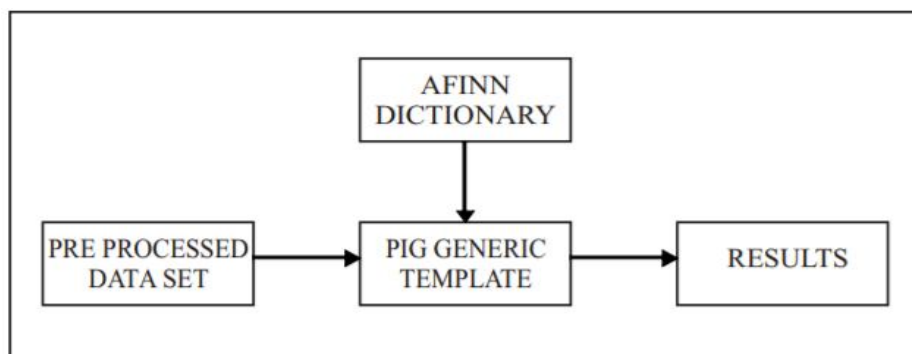 AFINN
DICTIONARY
PRE PROCESSED
DATA SET
PIG GENERIC
TEMPLATE
RESULTS